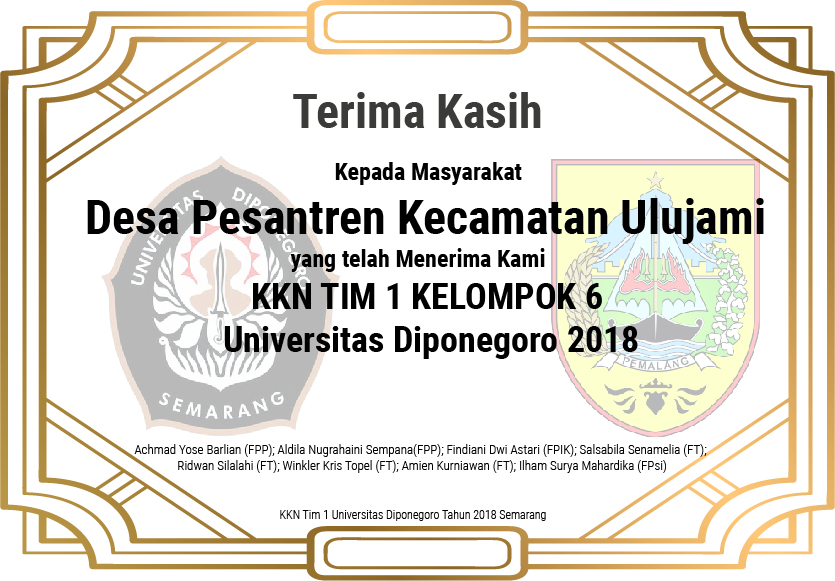 Terima Kasih
Kepada Masyarakat
Desa Pesantren Kecamatan Ulujami
yang telah Menerima Kami
KKN TIM 1 KELOMPOK 6
Universitas Diponegoro 2018
UNIVERSITAS DIPONEGORO
SEMARANG
PEMALANG
Achmad Yose Barlian (FPP); Aldila Nugrahaini Sempana(FPP); Findiani Dwi Astari (FPIK); Salsabila Senamelia (FT);
Ridwan Silalahi (FT); Winkler Kris Topel (FT); Amien Kurniawan (FT); Ilham Surya Mahardika (FPsi)
KKN Tim 1 Universitas Diponegoro Tahun 2018 Semarang